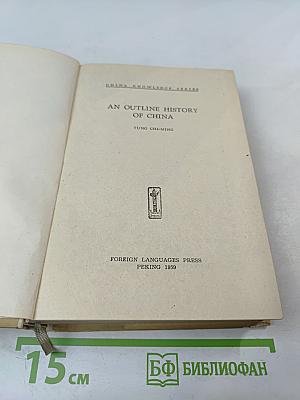 CHINA KNOWLEDGE SERIES
AN OUTLINE HISTORY
OF CHINA
TUNG CHI-MING
FOREIGN LANGUAGES PRESS
PEKING 1959
15 см
БФ БИБЛИОФАН